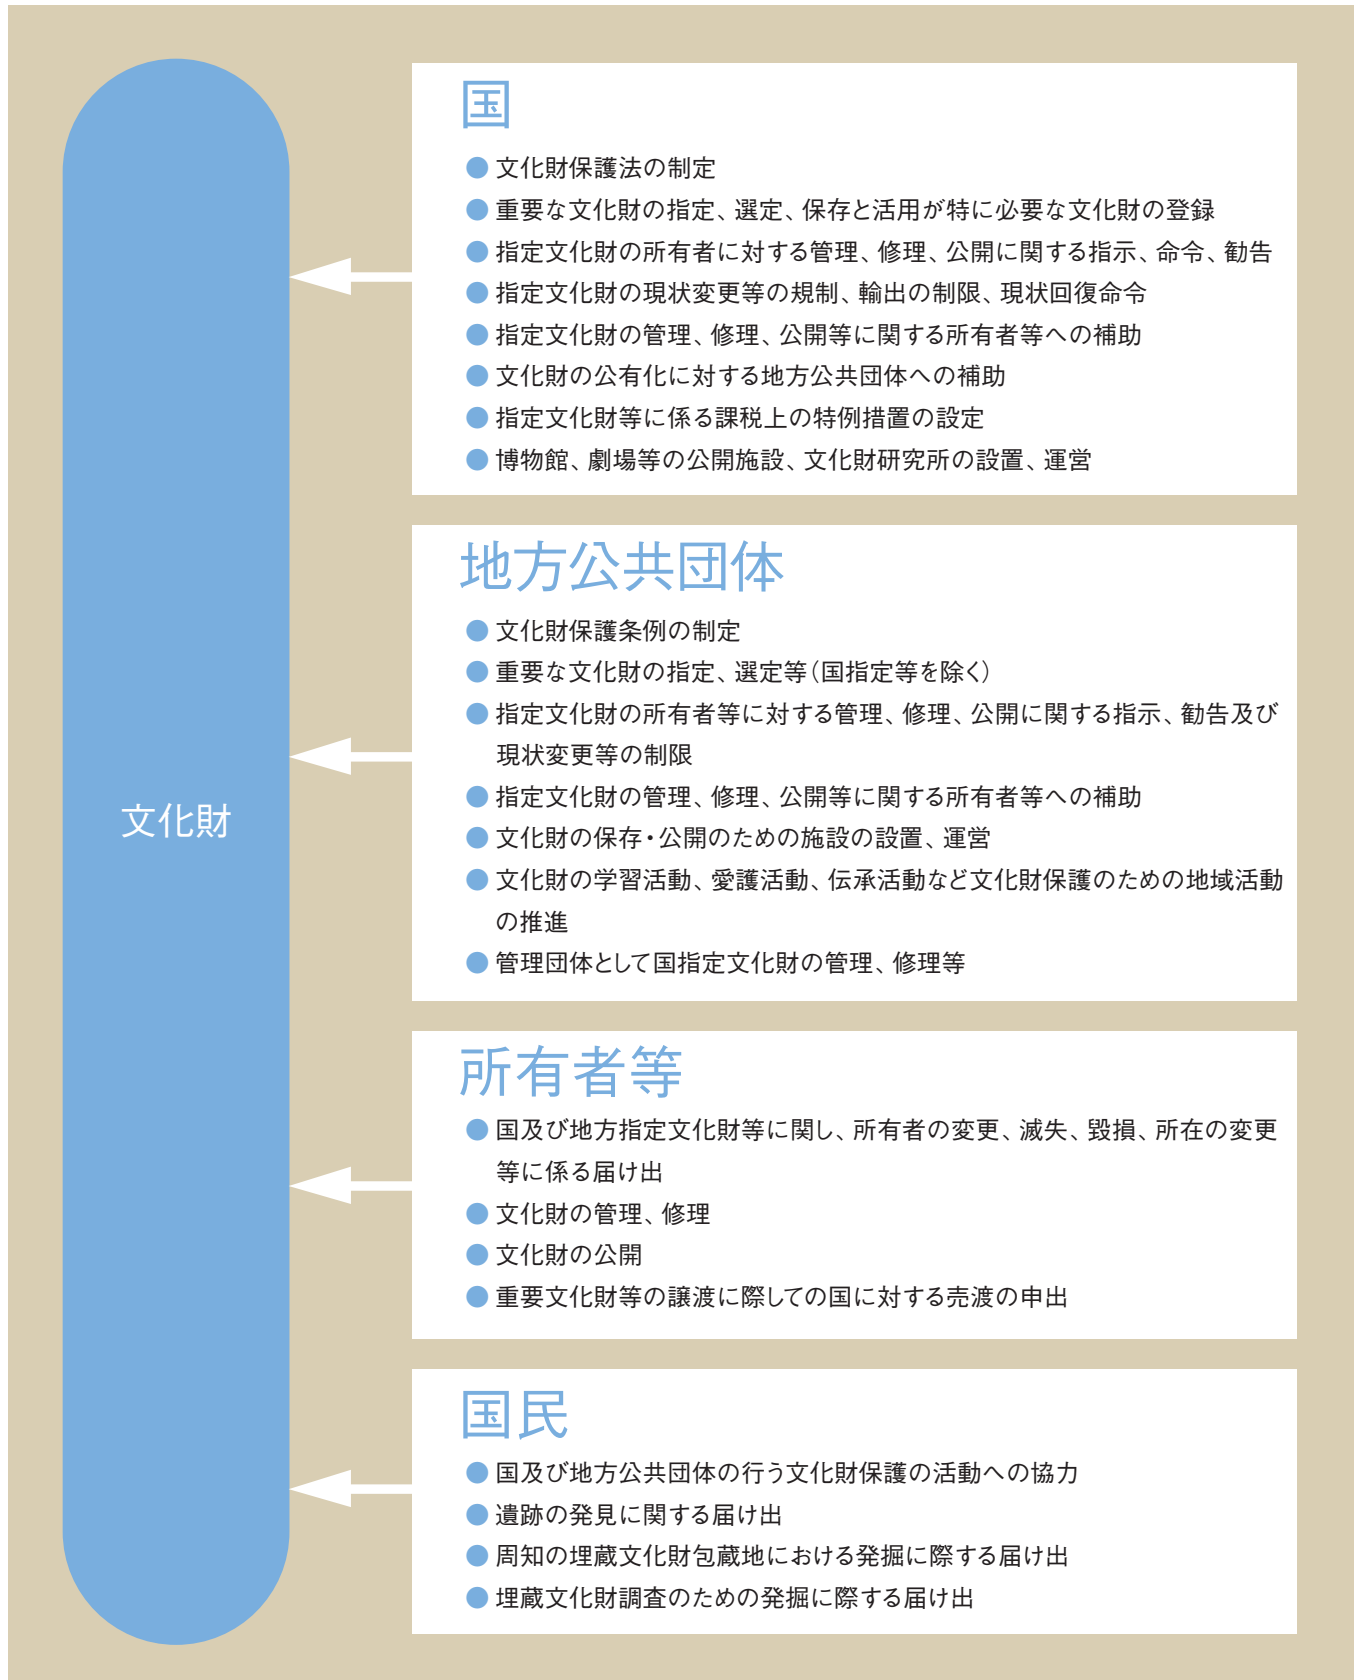 文化財
国
● 文化財保護法の制定
● 重要な文化財の指定、選定、保存と活用が特に必要な文化財の登録
● 指定文化財の所有者に対する管理、修理、公開に関する指示、命令、勧告
● 指定文化財の現状変更等の規制、輸出の制限、現状回復命令
● 指定文化財の管理、修理、公開等に関する所有者等への補助
● 文化財の公有化に対する地方公共団体への補助
● 指定文化財等に係る課税上の特例措置の設定
● 博物館、劇場等の公開施設、文化財研究所の設置、運営
地方公共団体
● 文化財保護条例の制定
● 重要な文化財の指定、選定等（国指定等を除く）
● 指定文化財の所有者等に対する管理、修理、公開に関する指示、勧告及び
現状変更等の制限
● 指定文化財の管理、修理、公開等に関する所有者等への補助
● 文化財の保存・公開のための施設の設置、運営
● 文化財の学習活動、愛護活動、伝承活動など文化財保護のための地域活動
の推進
● 管理団体として国指定文化財の管理、修理等
所有者等
● 国及び地方指定文化財等に関し、所有者の変更、滅失、毀損、所在の変更
等に係る届け出
● 文化財の管理、修理
● 文化財の公開
● 重要文化財等の譲渡に際しての国に対する売渡の申出
国民
● 国及び地方公共団体の行う文化財保護の活動への協力
● 遺跡の発見に関する届け出
● 周知の埋蔵文化財包蔵地における発掘に際する届け出
● 埋蔵文化財調査のための発掘に際する届け出